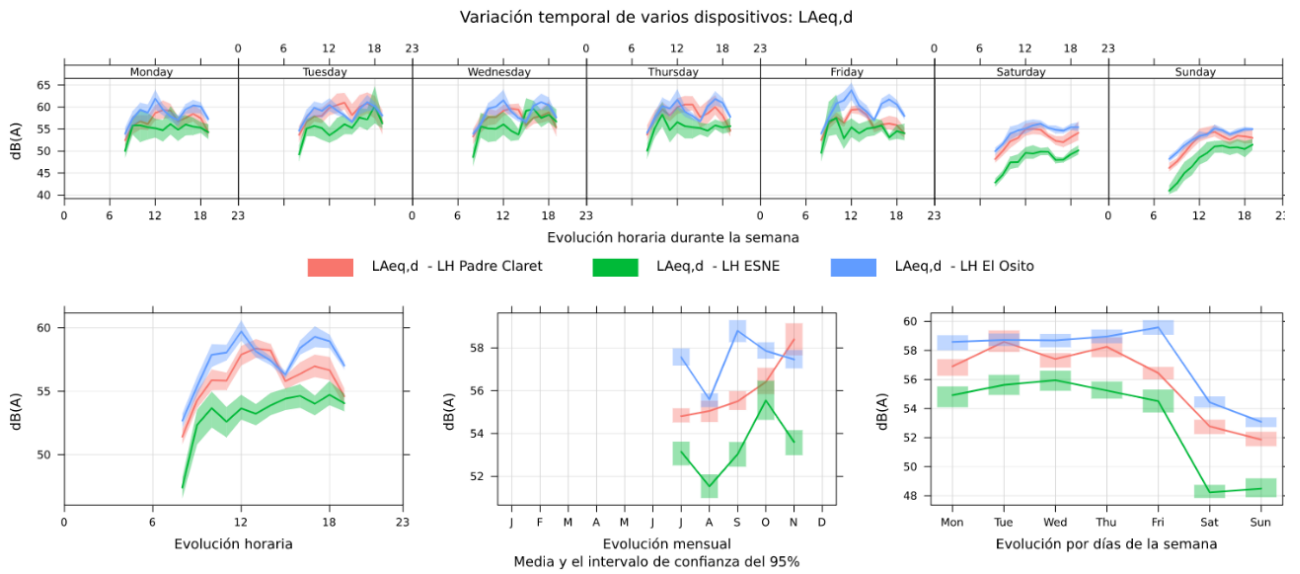 Variación temporal de varios dispositivos: LAeq,d
0 6 12 18 23 0 6 12 18 23 0 6 12 18 23
Monday Tuesday Wednesday Thursday Friday Saturday Sunday
65
60
55
50
45
40
dB(A)
0 6 12 18 23 0 6 12 18 23 0 6 12 18 23 0 6 12 18 23
Evolución horaria durante la semana
LAeq,d - LH Padre Claret LAeq,d - LH ESNE LAeq,d - LH El Osito
60
55
50
dB(A)
0 6 12 18 23
Evolución horaria
58
56
54
52
dB(A)
J F M A M J J A S O N D
Evolución mensual
Media y el intervalo de confianza del 95%
60
58
56
54
52
50
48
dB(A)
Mon Tue Wed Thu Fri Sat Sun
Evolución por días de la semana